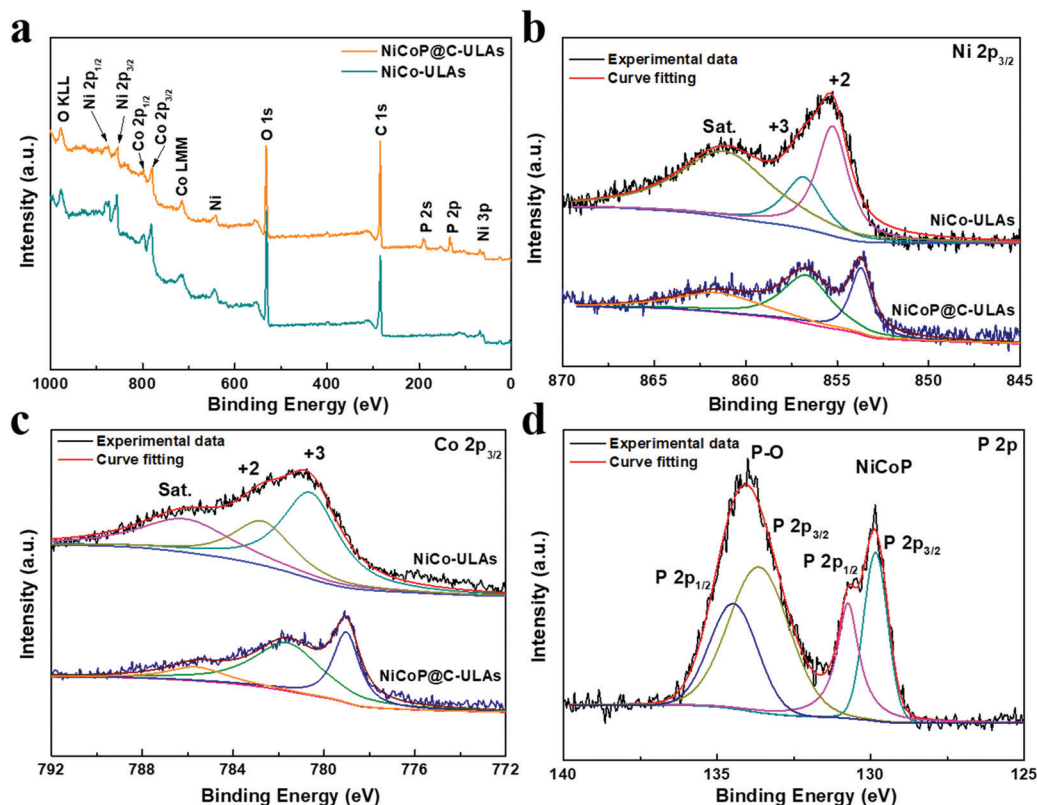 a
NiCoP@C-ULAs
NiCo-ULAs
O KLL
Ni 2p1/2
Ni 2p3/2
Co 2p1/2
Co 2p3/2
Co LMM
Ni
O 1s
C 1s
P 2s
P 2p
Ni 3p
Intensity (a.u.)
1000 800 600 400 200 0
Binding Energy (eV)
b
Experimental data
Curve fitting
Ni 2p3/2
+2
+3
Sat.
NiCo-ULAs
NiCoP@C-ULAs
Intensity (a.u.)
870 865 860 855 850 845
Binding Energy (eV)
c
Experimental data
Curve fitting
Co 2p3/2
+3
+2
Sat.
NiCo-ULAs
NiCoP@C-ULAs
Intensity (a.u.)
792 788 784 780 776 772
Binding Energy (eV)
d
Experimental data
Curve fitting
P 2p
P-O
NiCoP
P 2p3/2
P 2p1/2
P 2p3/2
P 2p1/2
Intensity (a.u.)
140 135 130 125
Binding Energy (eV)